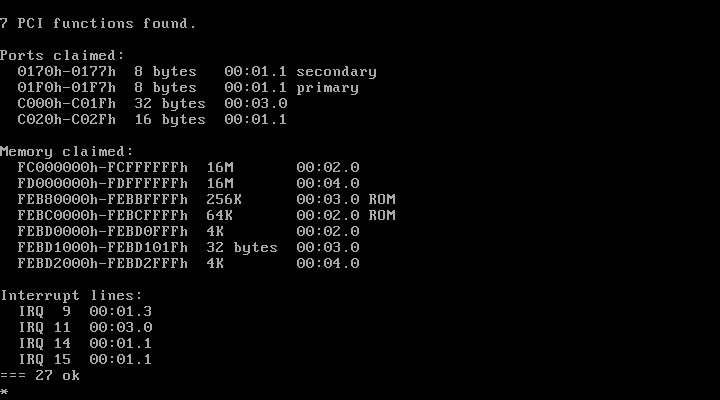 7 PCI functions found.
Ports claimed:
0170h-0177h 8 bytes 00:01.1 secondary
01F0h-01F7h 8 bytes 00:01.1 primary
C000h-C01Fh 32 bytes 00:03.0
C020h-C02Fh 16 bytes 00:01.1
Memory claimed:
FC000000h-FCFFFFFFh 16M 00:02.0
FD000000h-FDFFFFFFh 16M 00:04.0
FEB80000h-FEBBFFFFh 256K 00:03.0 ROM
FEBC0000h-FEBCFFFFh 64K 00:02.0 ROM
FEBD0000h-FEBD0FFFh 4K 00:02.0
FEBD1000h-FEBD101Fh 32 bytes 00:03.0
FEBD2000h-FEBD2FFFh 4K 00:04.0
Interrupt lines:
IRQ 9 00:01.3
IRQ 11 00:03.0
IRQ 14 00:01.1
IRQ 15 00:01.1
=== 27 ok
*